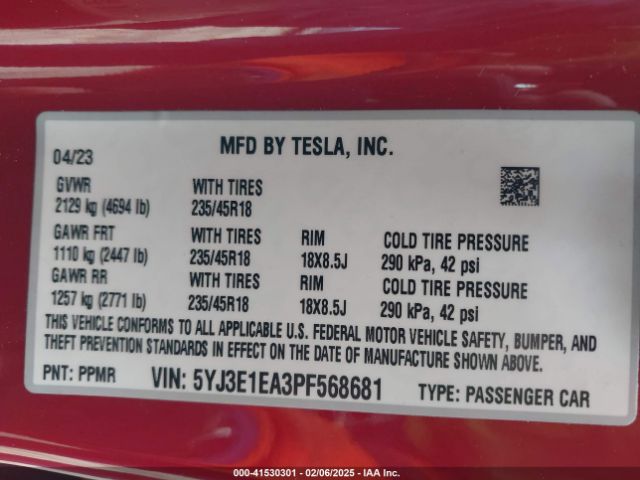 MFD BY TESLA, INC.
04/23
GVWR WITH TIRES
2129 kg (4694 lb) 235/45R18
GAWR FRT WITH TIRES RIM COLD TIRE PRESSURE
1110 kg (2447 lb) 235/45R18 18X8.5J 290 kPa, 42 psi
GAWR RR WITH TIRES RIM COLD TIRE PRESSURE
1257 kg (2771 lb) 235/45R18 18X8.5J 290 kPa, 42 psi
THIS VEHICLE CONFORMS TO ALL APPLICABLE U.S. FEDERAL MOTOR VEHICLE SAFETY, BUMPER, AND
THEFT PREVENTION STANDARDS IN EFFECT ON THE DATE OF MANUFACTURE SHOWN ABOVE.
PNT: PPMR VIN: 5YJ3E1EA3PF568681 TYPE: PASSENGER CAR
000-41530301 - 02/06/2025 - IAA Inc.